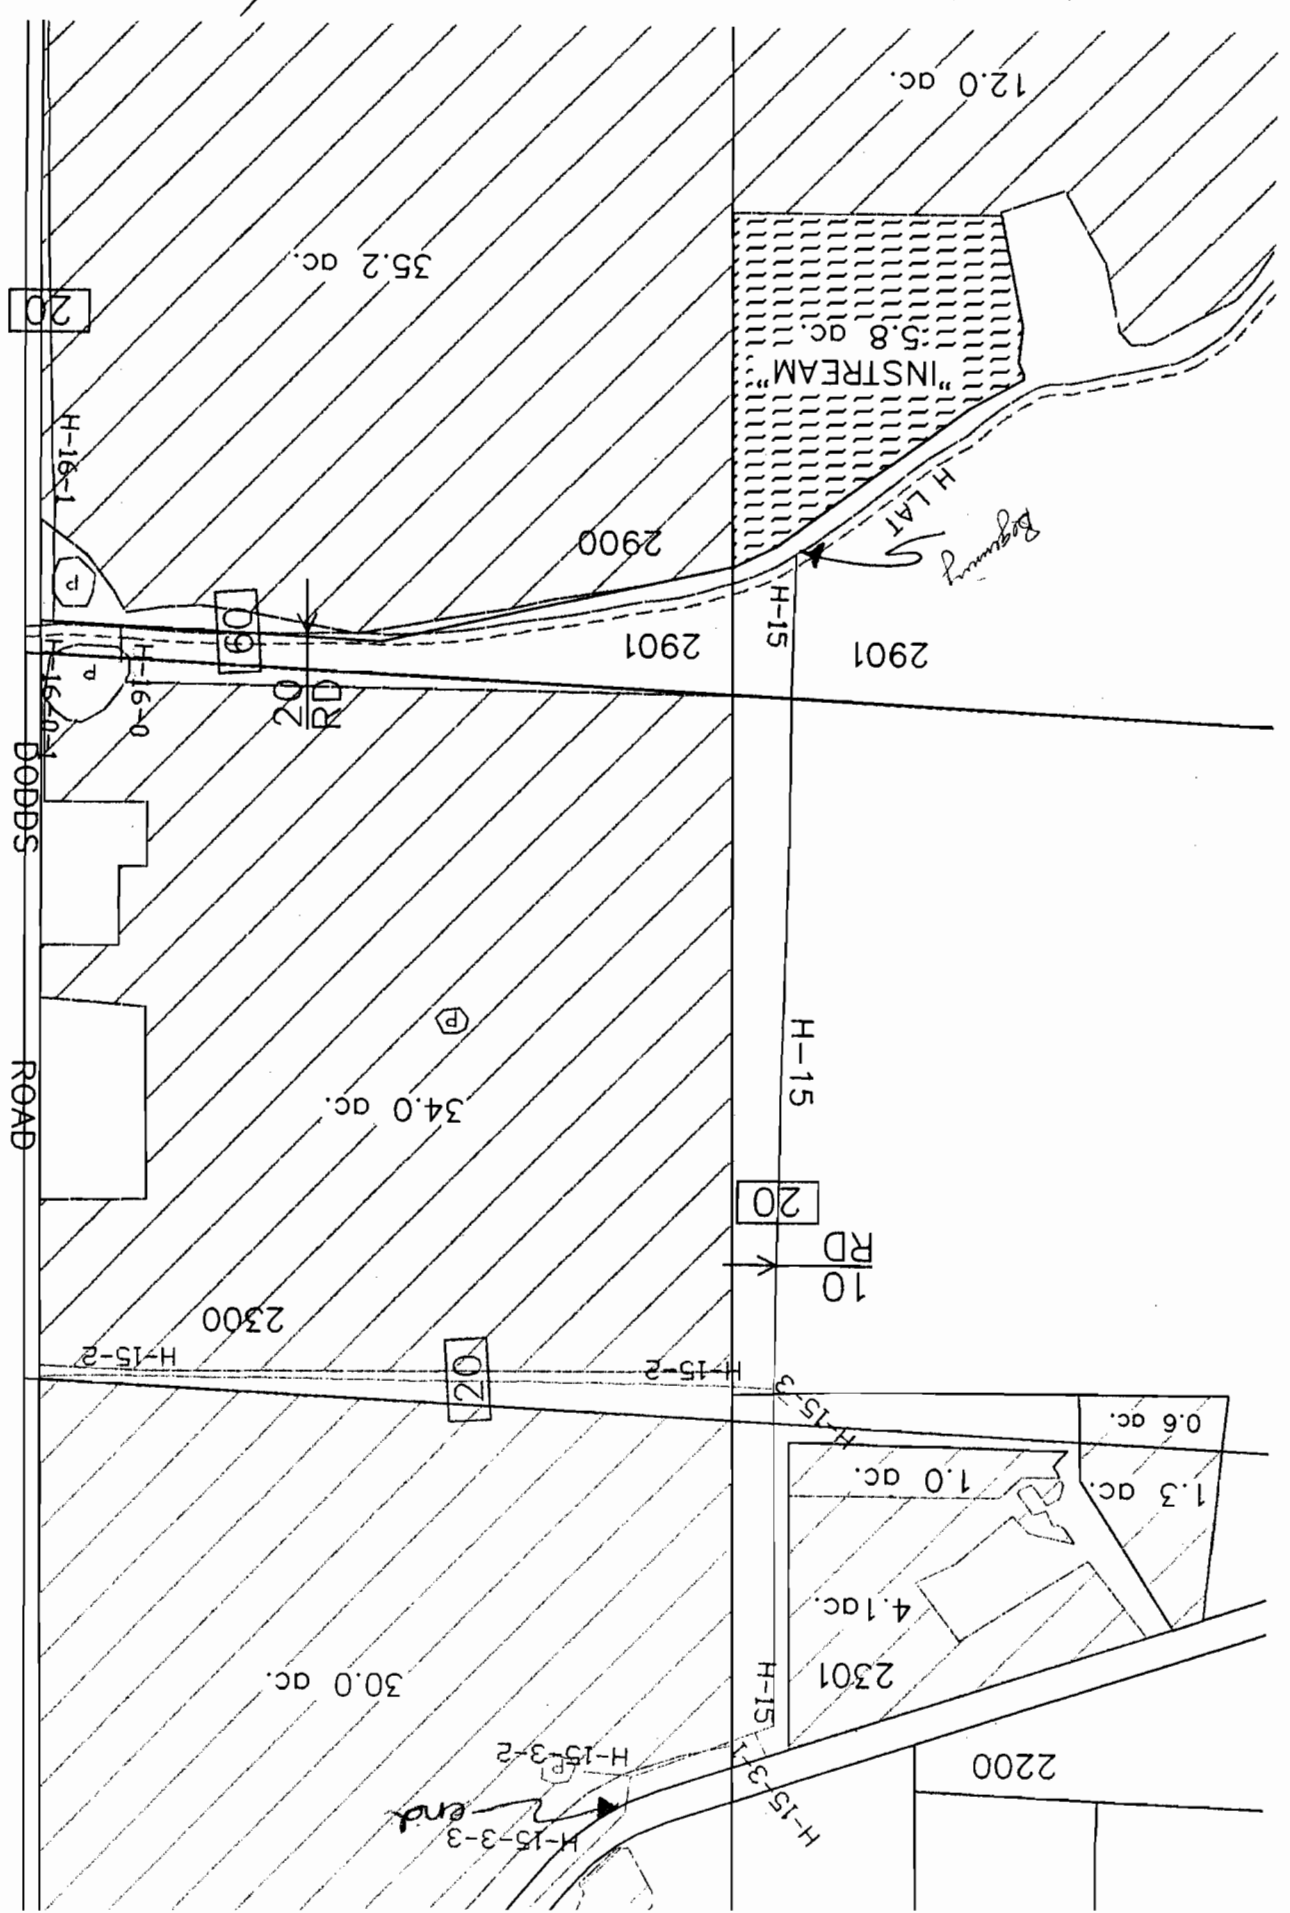 12.0 ac.
35.2 ac.
20
5.8 ac.
"INSTREAM"
H-16-1
H LAT
Beginning
2900
P
H-15
60
2901
2901
P
H-16-0
H-16-0-1
20
RD
DODDS
P
H-15
34.0 ac.
ROAD
20
RD
10
2300
H-15-2
H-15-2
20
H-15-3
0.6 ac.
1.0 ac.
1.3 ac.
4.1ac.
30.0 ac.
H-15
2301
H-15-3-2
P
H-15-3-1
2200
end
H-15-3-3